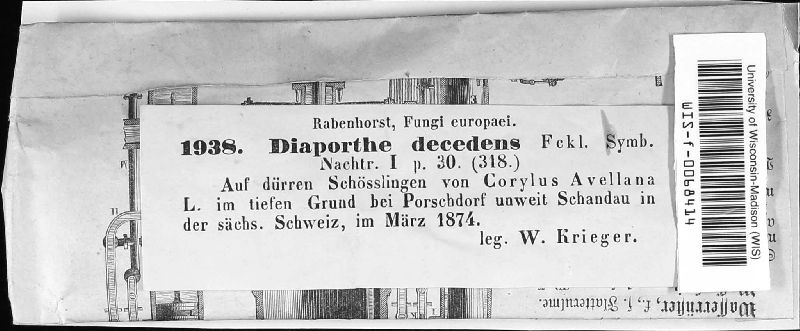 Rabenhorst, Fungi europaei.
1938. Diaporthe decedens Fckl. Symb.
Nachtr. I p. 30. (318.)
Auf dürren Schösslingen von Corylus Avellana
L. im tiefen Grund bei Porschdorf unweit Schandau in
der sächs. Schweiz, im März 1874.
leg. W. Krieger.
University of Wisconsin-Madison (WIS)
WIS-f-0068414
Wasserrüster, f., s. Flatterulme.